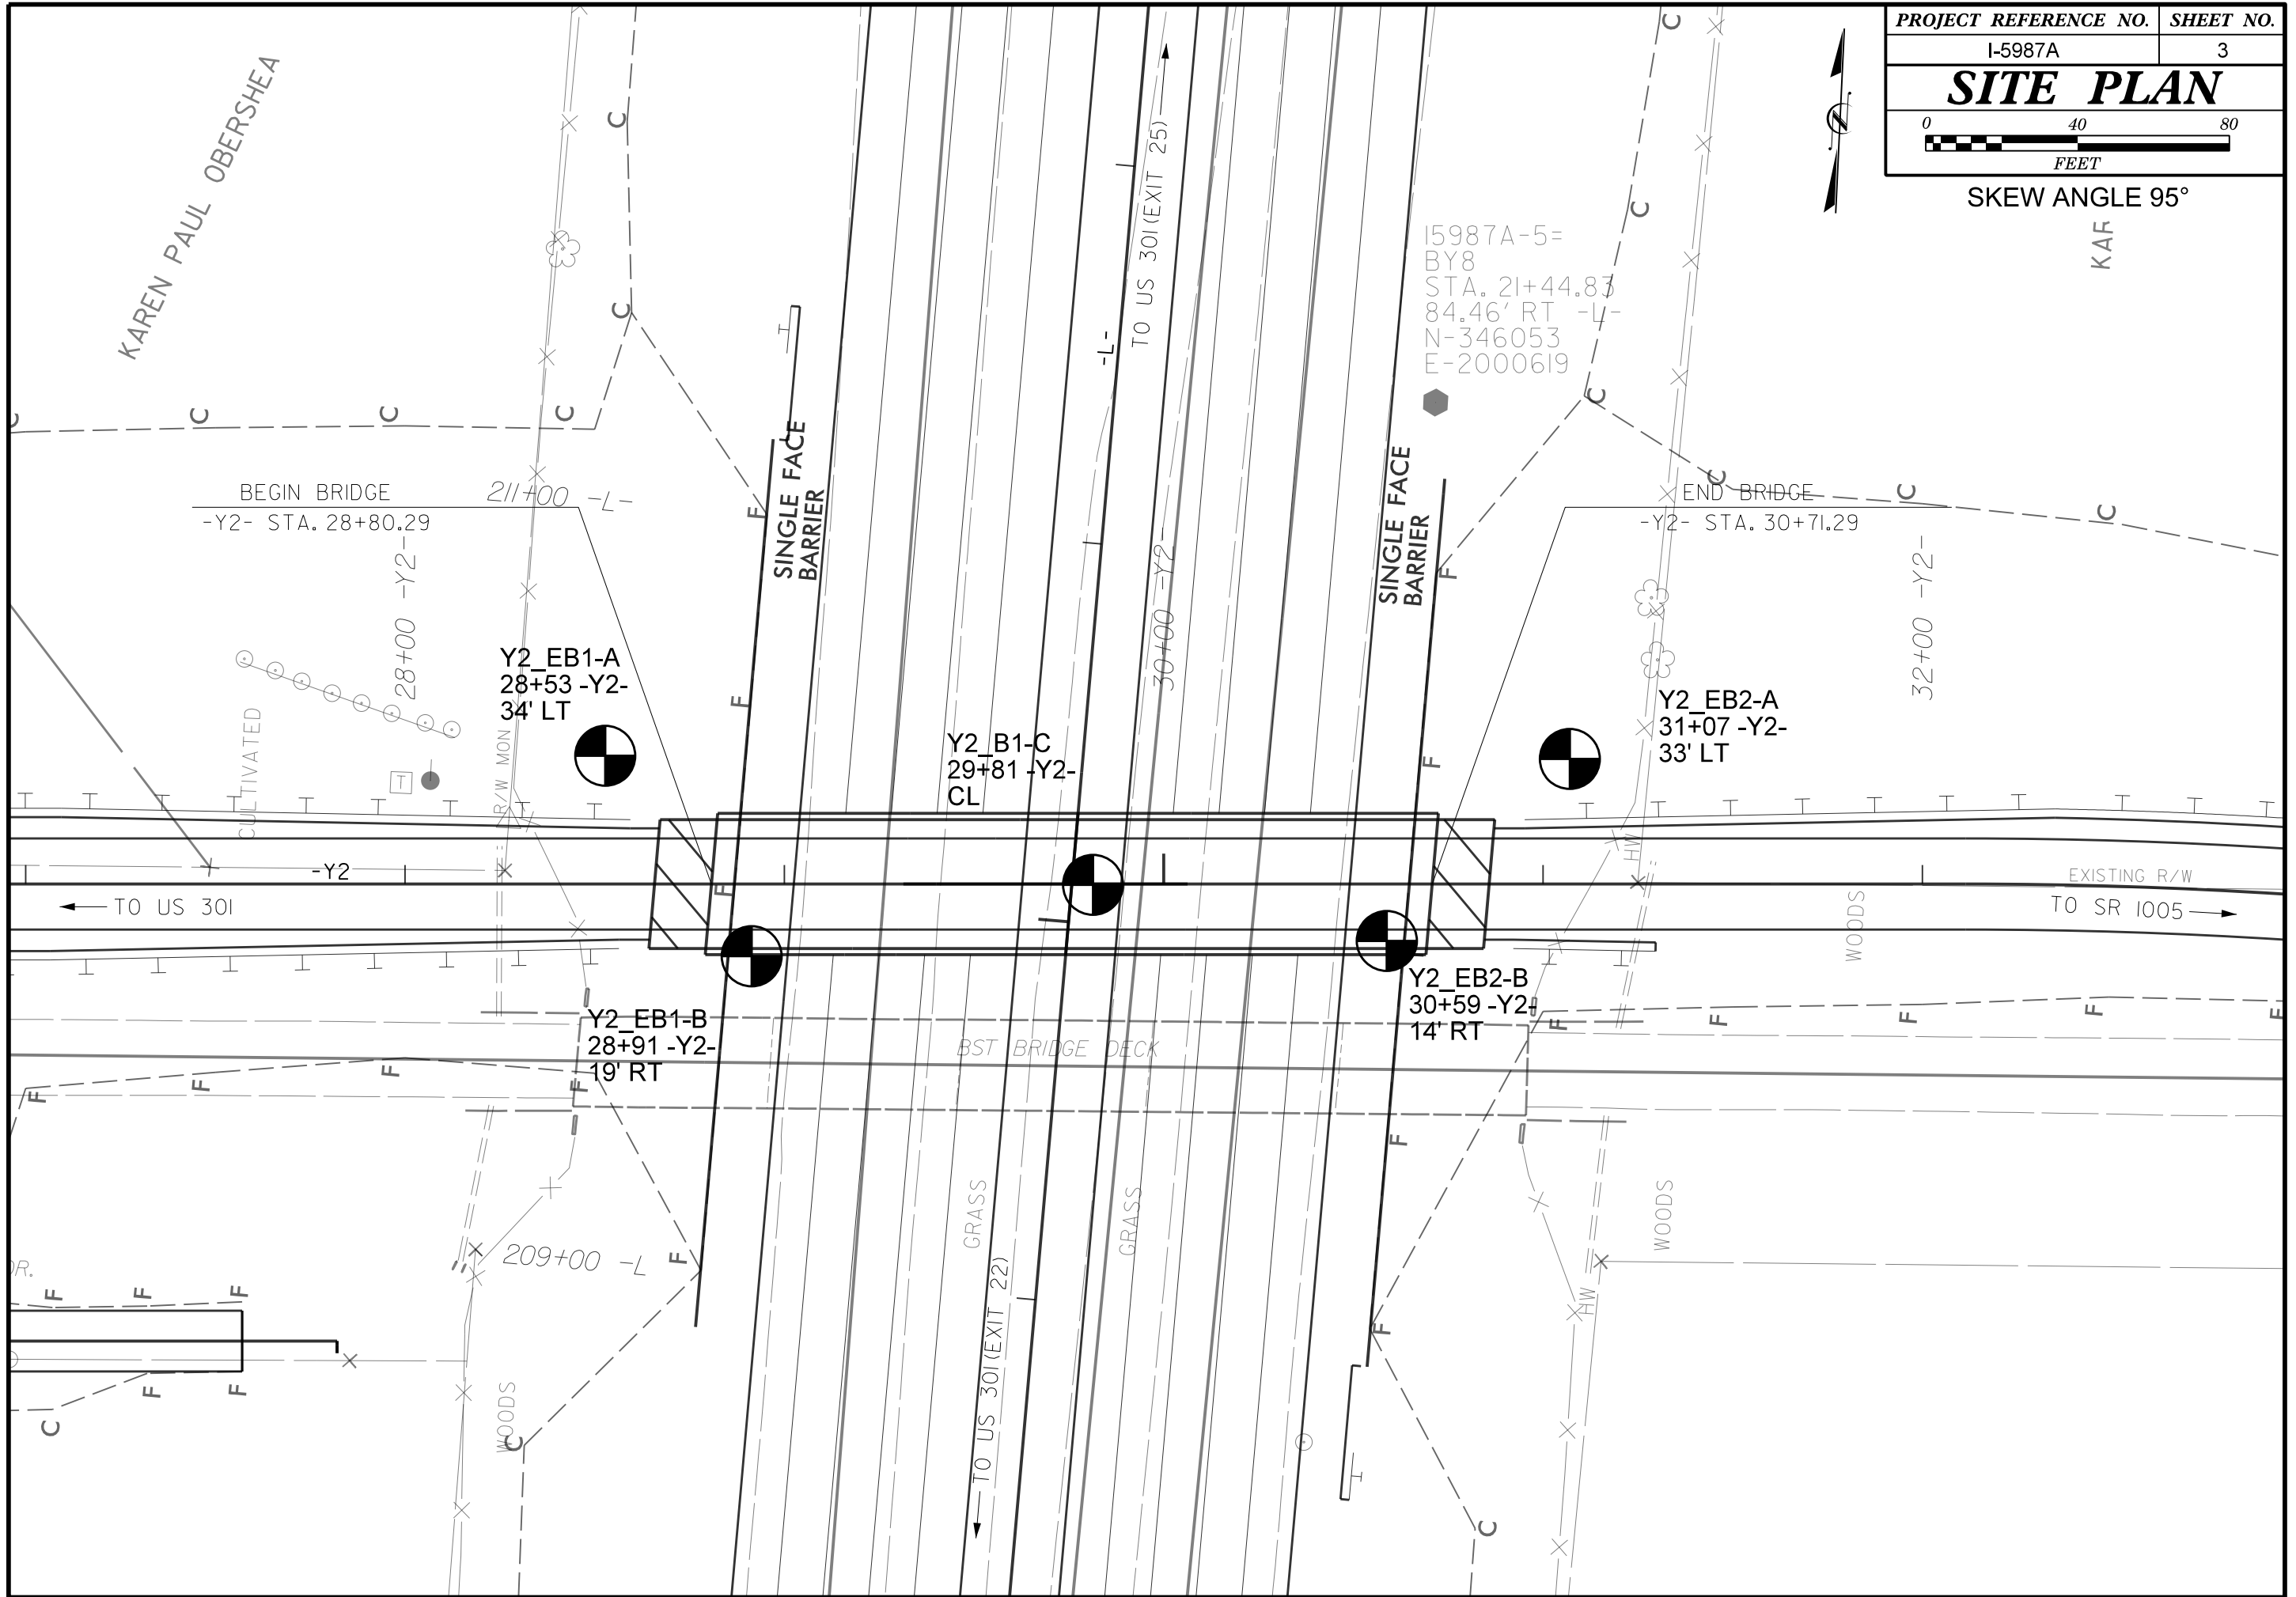 PROJECT REFERENCE NO.
SHEET NO.
I-5987A
3
SITE PLAN
0 40 80
FEET
SKEW ANGLE 95°
N
KAREN PAUL OBERSHEA
KAR
C
C
C
C
TO US 301 (EXIT 25)
-L-
I5987A-5=
BY8
STA. 21+44.83
84.46' RT -L-
N-346053
E-2000619
C
C
C
C
C
C
C
C
C
BEGIN BRIDGE
-Y2- STA. 28+80.29
211+00 -L-
SINGLE FACE
BARRIER
SINGLE FACE
BARRIER
END BRIDGE
-Y2- STA. 30+71.29
F
F
F
F
F
F
28+00 -Y2-
30+00 -Y2-
32+00 -Y2-
Y2_EB1-A
28+53 -Y2-
34' LT
Y2_B1-C
29+81 -Y2-
CL
Y2_EB2-A
31+07 -Y2-
33' LT
CULTIVATED
R/W MON
T
HW
-Y2
TO US 301
EXISTING R/W
TO SR 1005
WOODS
Y2_EB1-B
28+91 -Y2-
19' RT
Y2_EB2-B
30+59 -Y2-
14' RT
BST BRIDGE DECK
F
F
F
F
F
F
F
F
F
F
GRASS
GRASS
WOODS
209+00 -L
F
HW
F
DR.
F
F
F
F
F
C
WOODS
C
TO US 301 (EXIT 22)
C